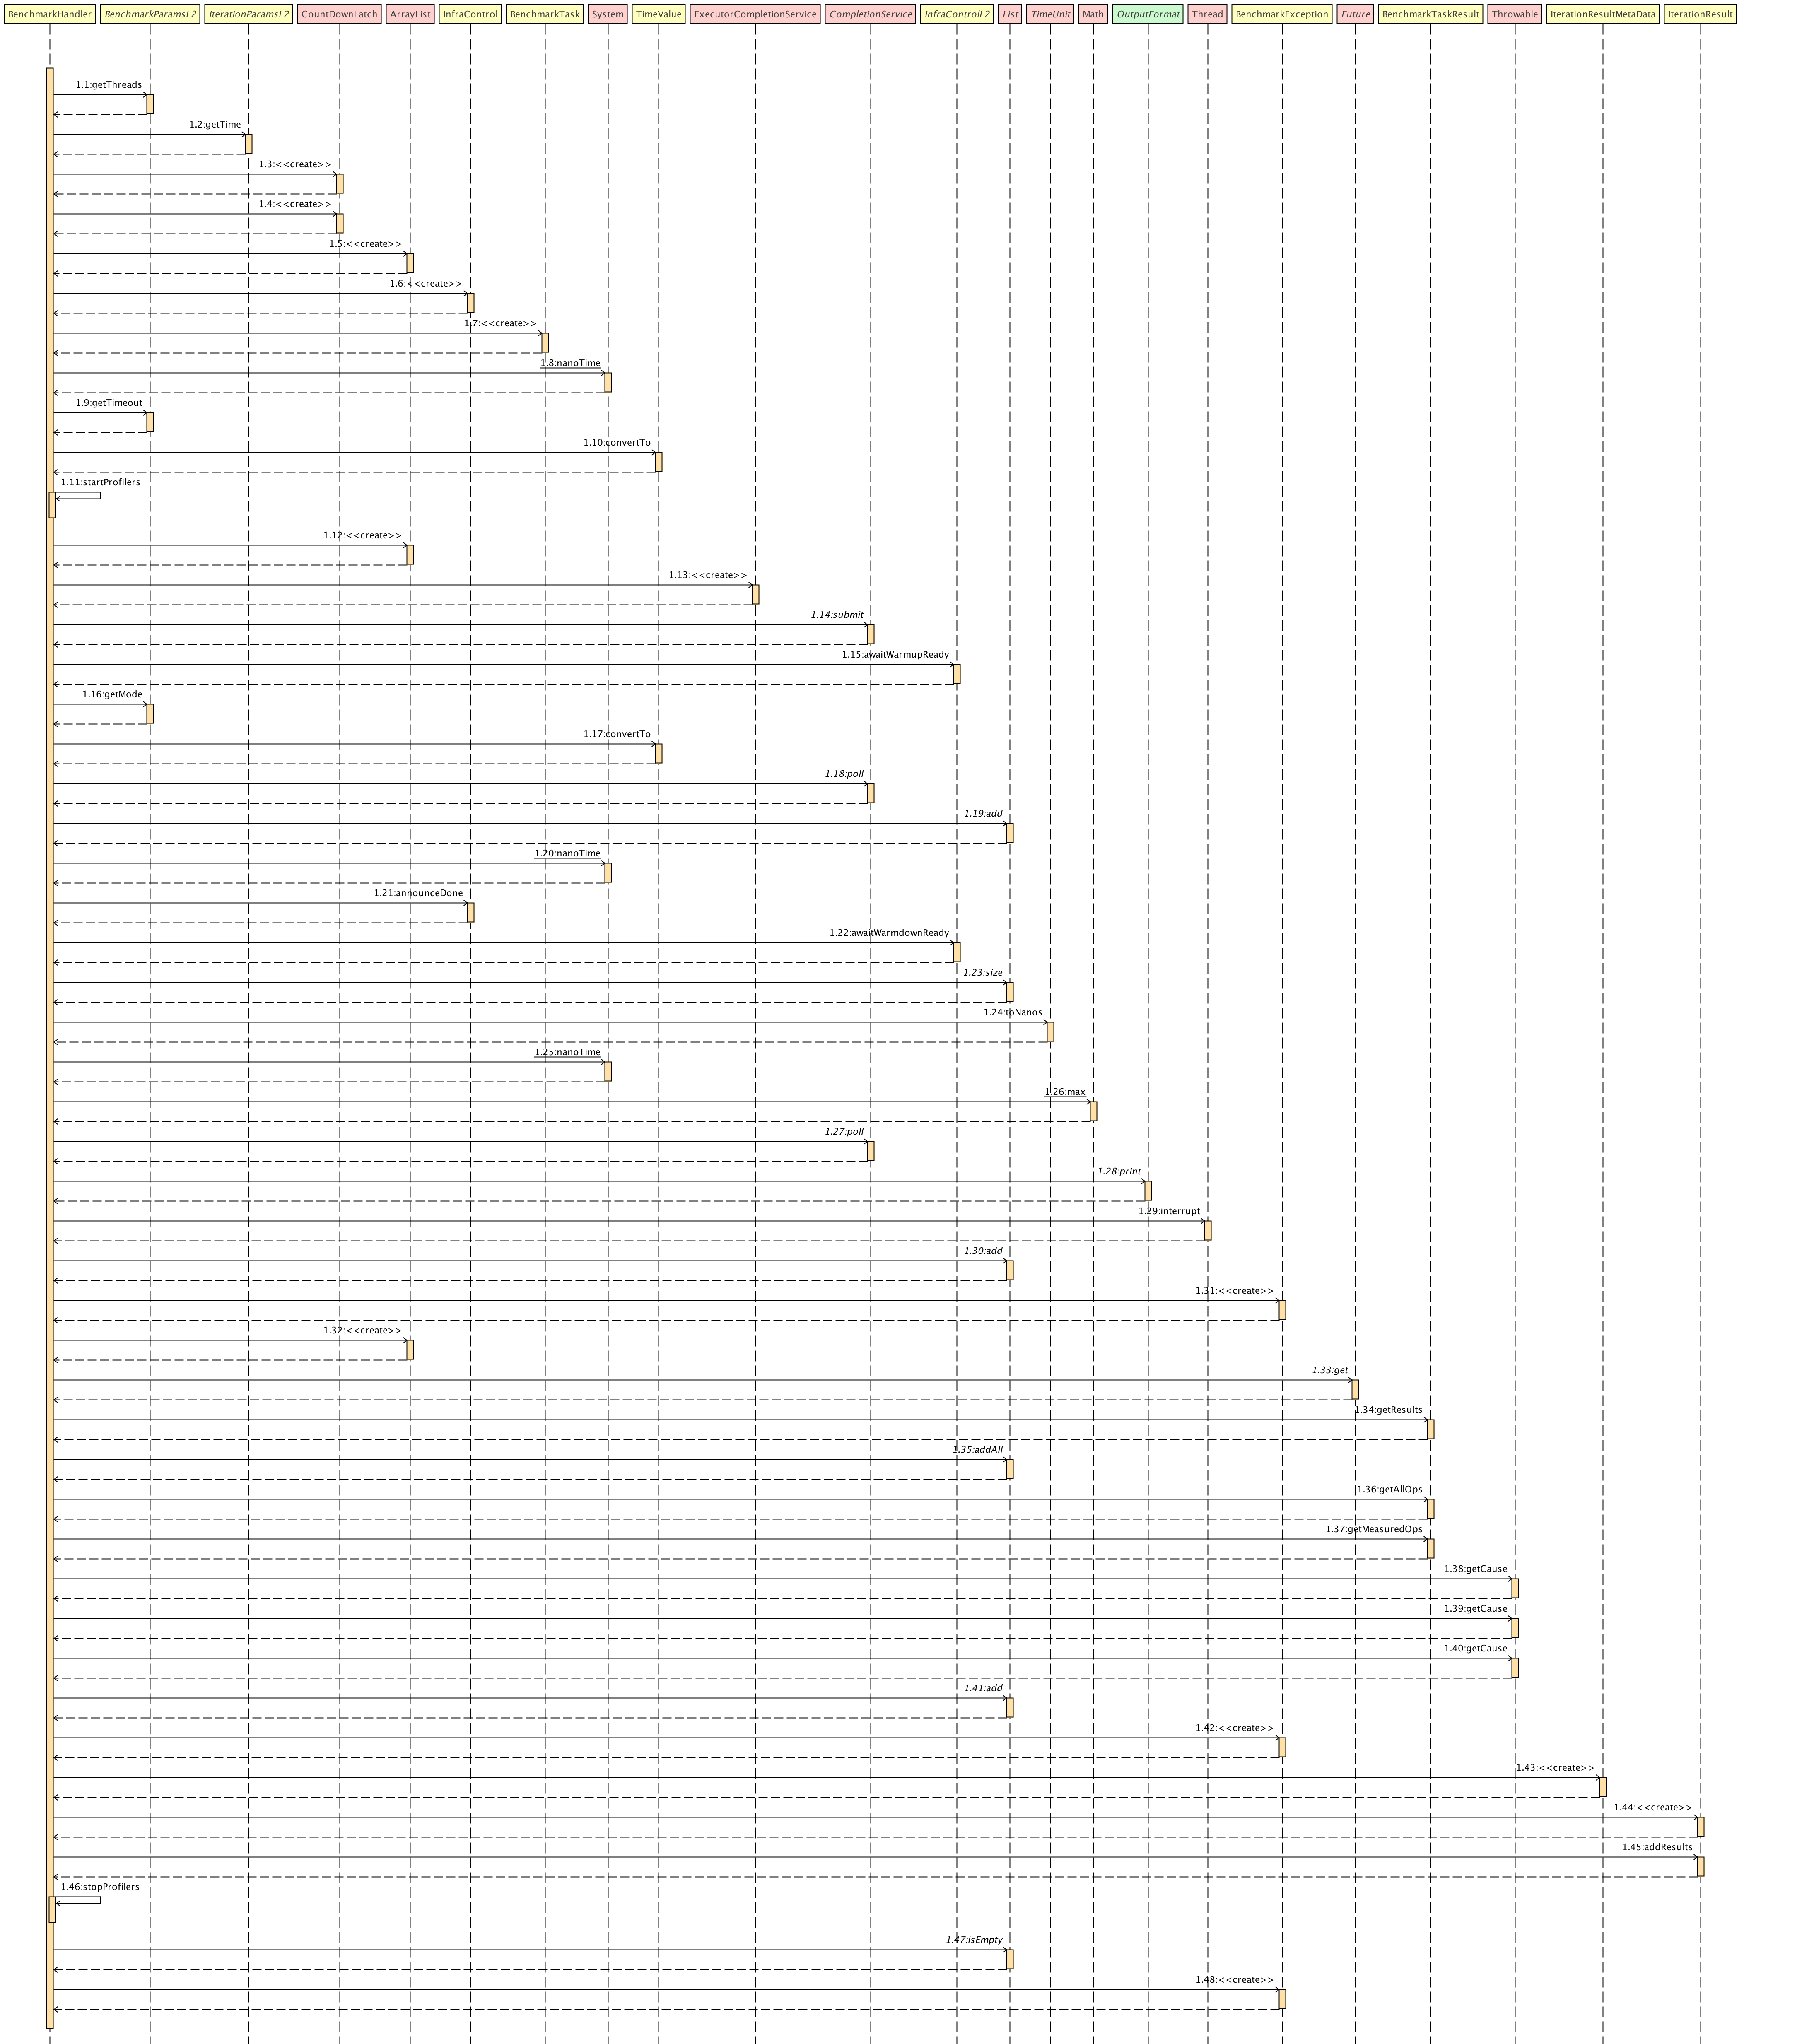 BenchmarkHandler
BenchmarkParamsL2
IterationParamsL2
CountDownLatch
ArrayList
InfraControl
BenchmarkTask
System
TimeValue
ExecutorCompletionService
CompletionService
InfraControlL2
List
TimeUnit
Math
OutputFormat
Thread
BenchmarkException
Future
BenchmarkTaskResult
Throwable
IterationResultMetaData
IterationResult
1.1:getThreads
1.2:getTime
1.3:<<create>>
1.4:<<create>>
1.5:<<create>>
1.6:<<create>>
1.7:<<create>>
1.8:nanoTime
1.9:getTimeout
1.10:convertTo
1.11:startProfilers
1.12:<<create>>
1.13:<<create>>
1.14:submit
1.15:awaitWarmupReady
1.16:getMode
1.17:convertTo
1.18:poll
1.19:add
1.20:nanoTime
1.21:announceDone
1.22:awaitWarmdownReady
1.23:size
1.24:toNanos
1.25:nanoTime
1.26:max
1.27:poll
1.28:print
1.29:interrupt
1.30:add
1.31:<<create>>
1.32:<<create>>
1.33:get
1.34:getResults
1.35:addAll
1.36:getAllOps
1.37:getMeasuredOps
1.38:getCause
1.39:getCause
1.40:getCause
1.41:add
1.42:<<create>>
1.43:<<create>>
1.44:<<create>>
1.45:addResults
1.46:stopProfilers
1.47:isEmpty
1.48:<<create>>